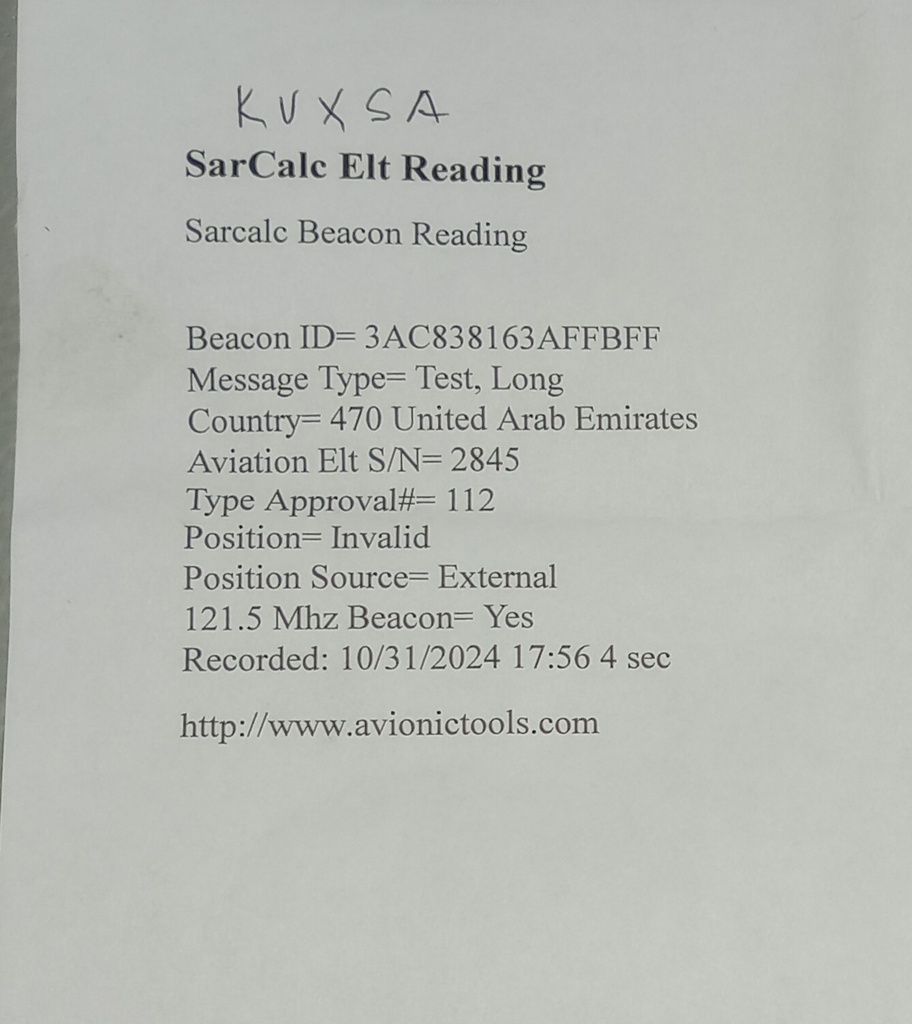 KUXSA
SarCalc Elt Reading
Sarcalc Beacon Reading
Beacon ID= 3AC838163AFFBFF
Message Type= Test, Long
Country= 470 United Arab Emirates
Aviation Elt S/N= 2845
Type Approval#= 112
Position= Invalid
Position Source= External
121.5 Mhz Beacon= Yes
Recorded: 10/31/2024 17:56 4 sec
http://www.avionictools.com